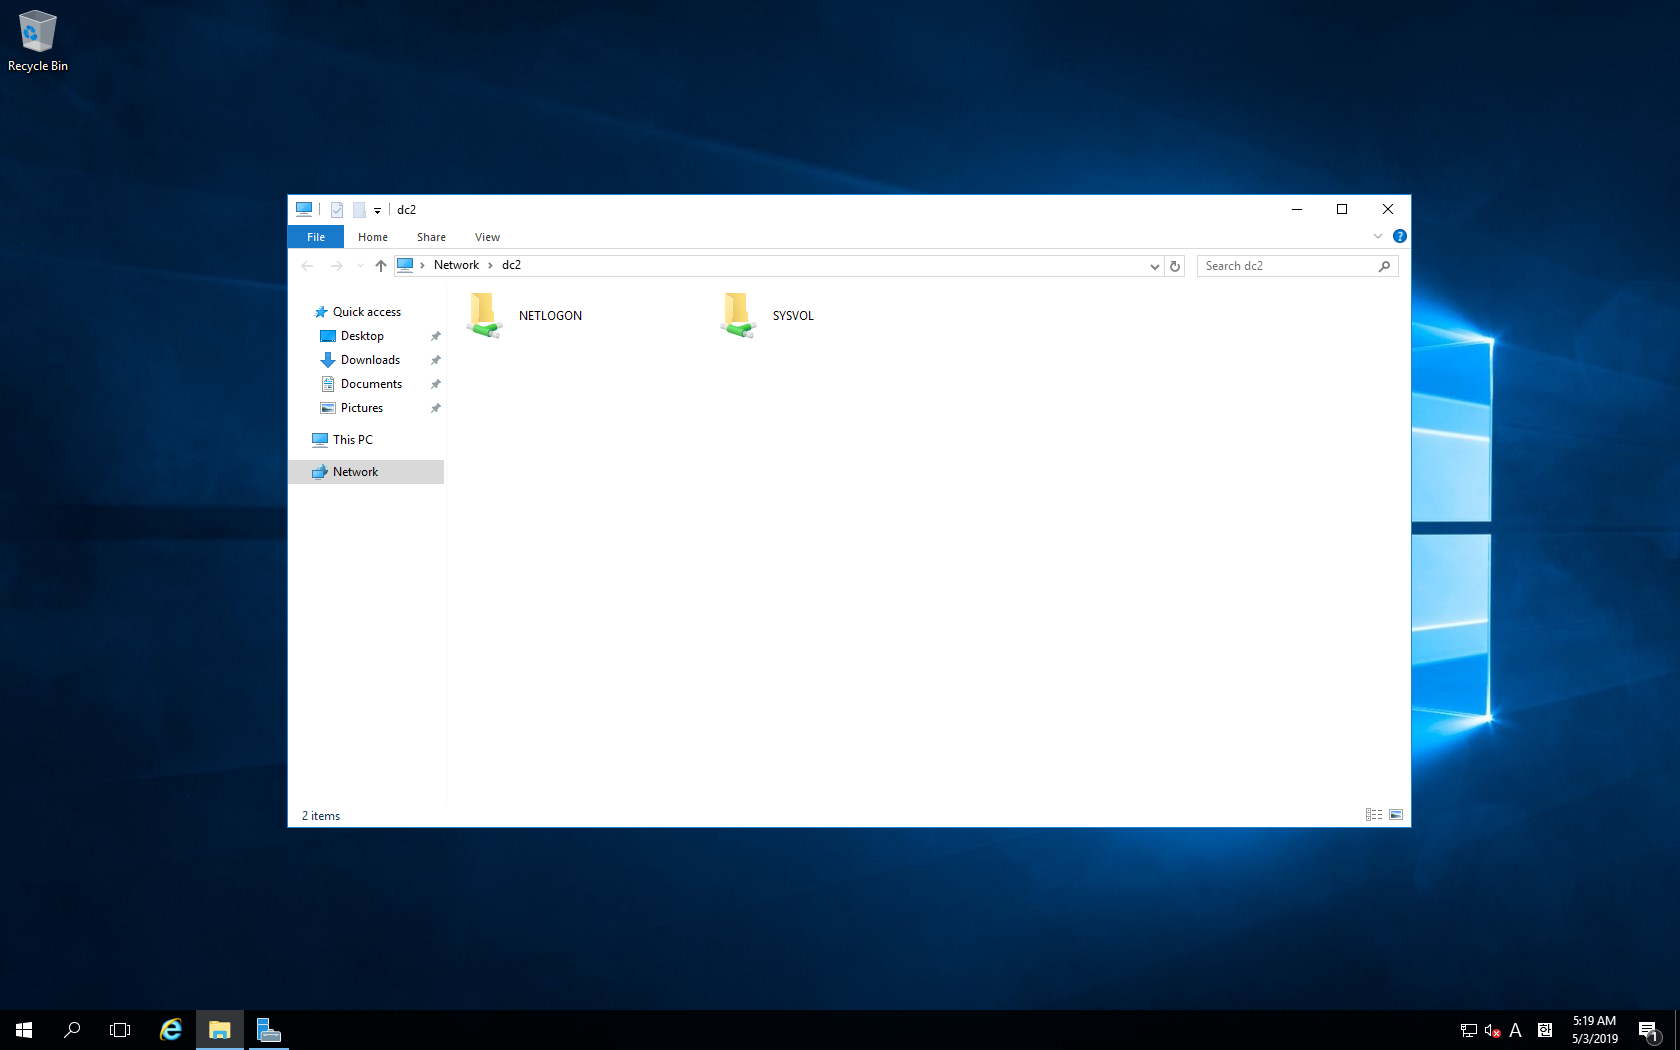 Recycle Bin
dc2
File Home Share View
Network dc2
Search dc2
Quick access
Desktop
Downloads
Documents
Pictures
This PC
Network
NETLOGON
SYSVOL
2 items
A
한
5:19 AM
5/3/2019
1